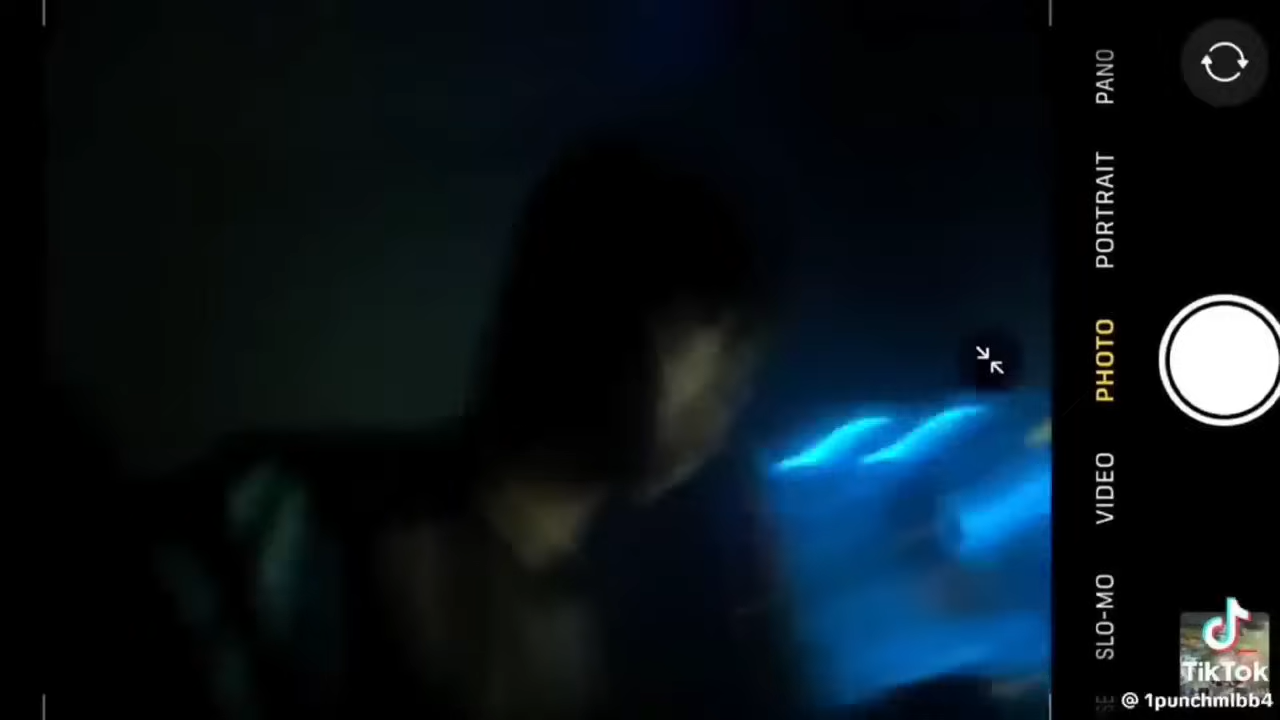 PANO
PORTRAIT
PHOTO
VIDEO
SLO-MO
TikTok
@ 1punchmlbb4